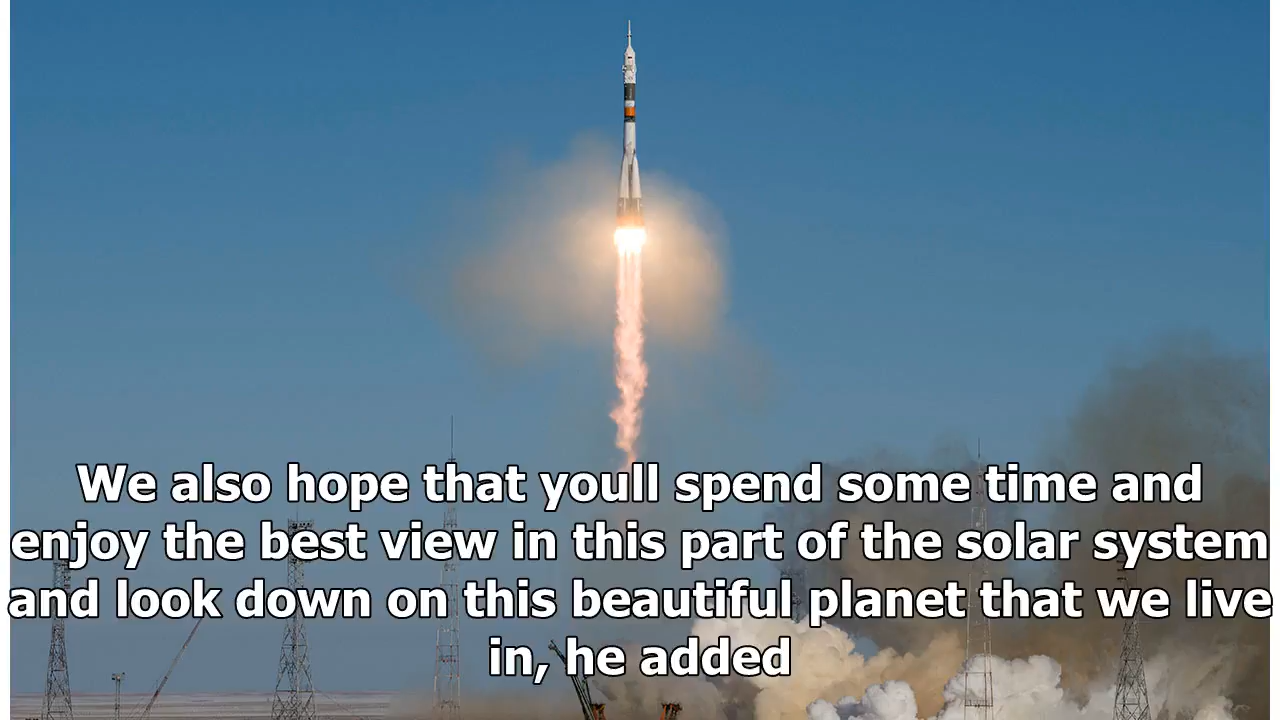 We also hope that youll spend some time and
enjoy the best view in this part of the solar system
and look down on this beautiful planet that we live
in, he added